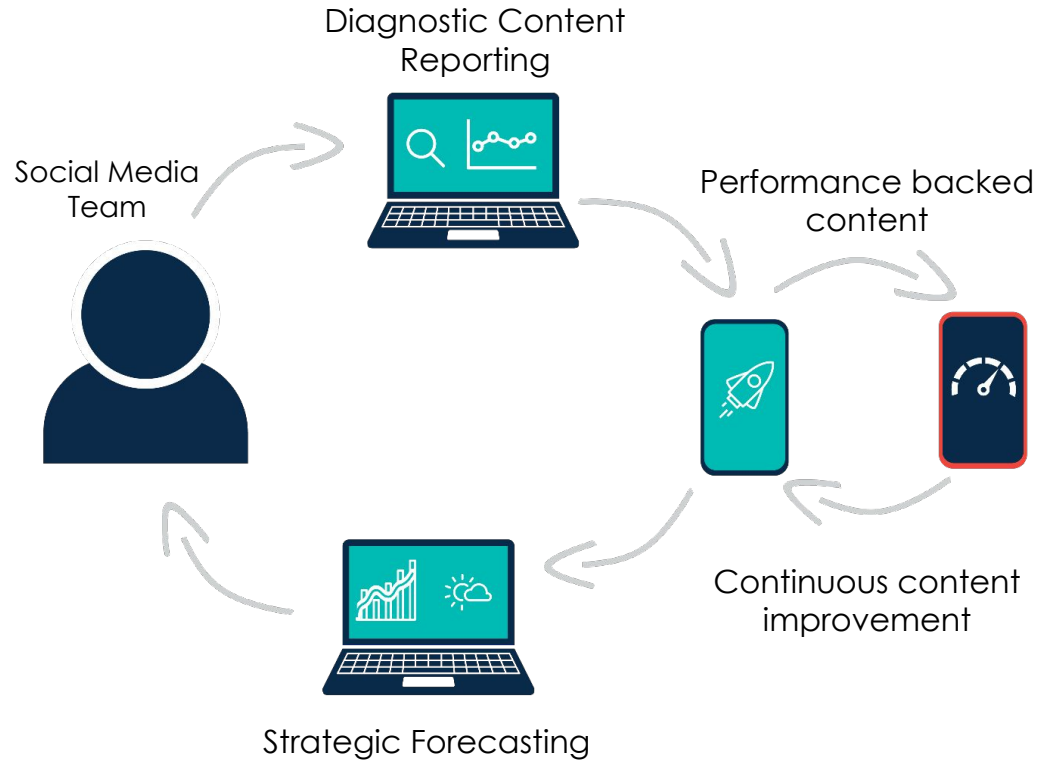 Diagnostic Content
Reporting
Social Media
Team
Performance backed
content
Continuous content
improvement
Strategic Forecasting